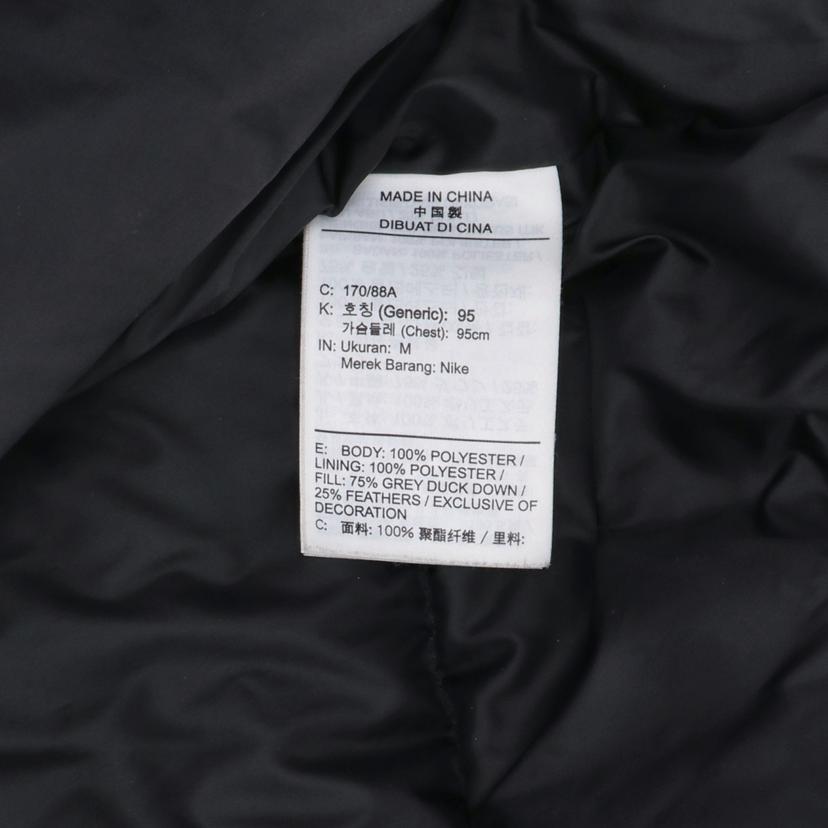 MADE IN CHINA
中国製
DIBUAT DI CINA
C: 170/88A
K: 호칭 (Generic): 95
가슴둘레 (Chest): 95cm
IN: Ukuran: M
Merek Barang: Nike
E: BODY: 100% POLYESTER /
LINING: 100% POLYESTER /
FILL: 75% GREY DUCK DOWN /
25% FEATHERS / EXCLUSIVE OF
DECORATION
C: 面料: 100% 聚酯纤维 / 里料: